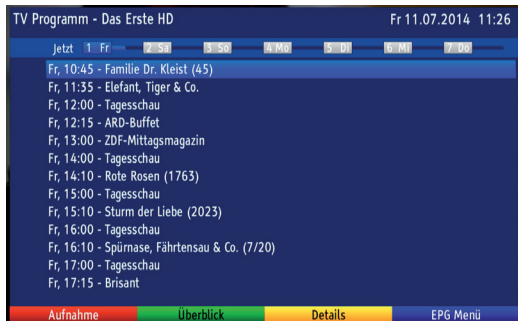 TV Programm - Das Erste HD Fr 11.07.2014 11:26
Jetzt 1 Fr 2 Sa 3 So 4 Mo 5 Di 6 Mi 7 Do
Fr, 10:45 - Familie Dr. Kleist (45)
Fr, 11:35 - Elefant, Tiger & Co.
Fr, 12:00 - Tagesschau
Fr, 12:15 - ARD-Buffet
Fr, 13:00 - ZDF-Mittagsmagazin
Fr, 14:00 - Tagesschau
Fr, 14:10 - Rote Rosen (1763)
Fr, 15:00 - Tagesschau
Fr, 15:10 - Sturm der Liebe (2023)
Fr, 16:00 - Tagesschau
Fr, 16:10 - Spürnase, Fährtensau & Co. (7/20)
Fr, 17:00 - Tagesschau
Fr, 17:15 - Brisant
Aufnahme Überblick Details EPG Menü